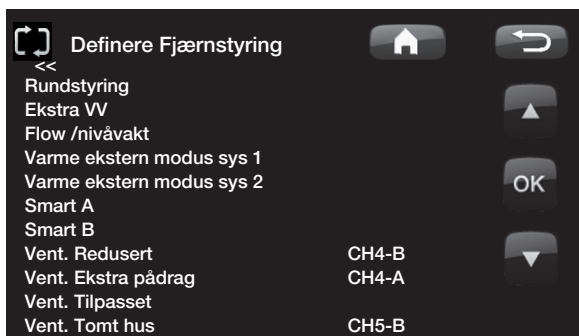 Definere Fjærnstyring
<<
Rundstyring
Ekstra VV
Flow /nivåvakt
Varme ekstern modus sys 1
Varme ekstern modus sys 2
OK
Smart A
Smart B
Vent. Redusert CH4-B
Vent. Ekstra pådrag CH4-A
Vent. Tilpasset
Vent. Tomt hus CH5-B